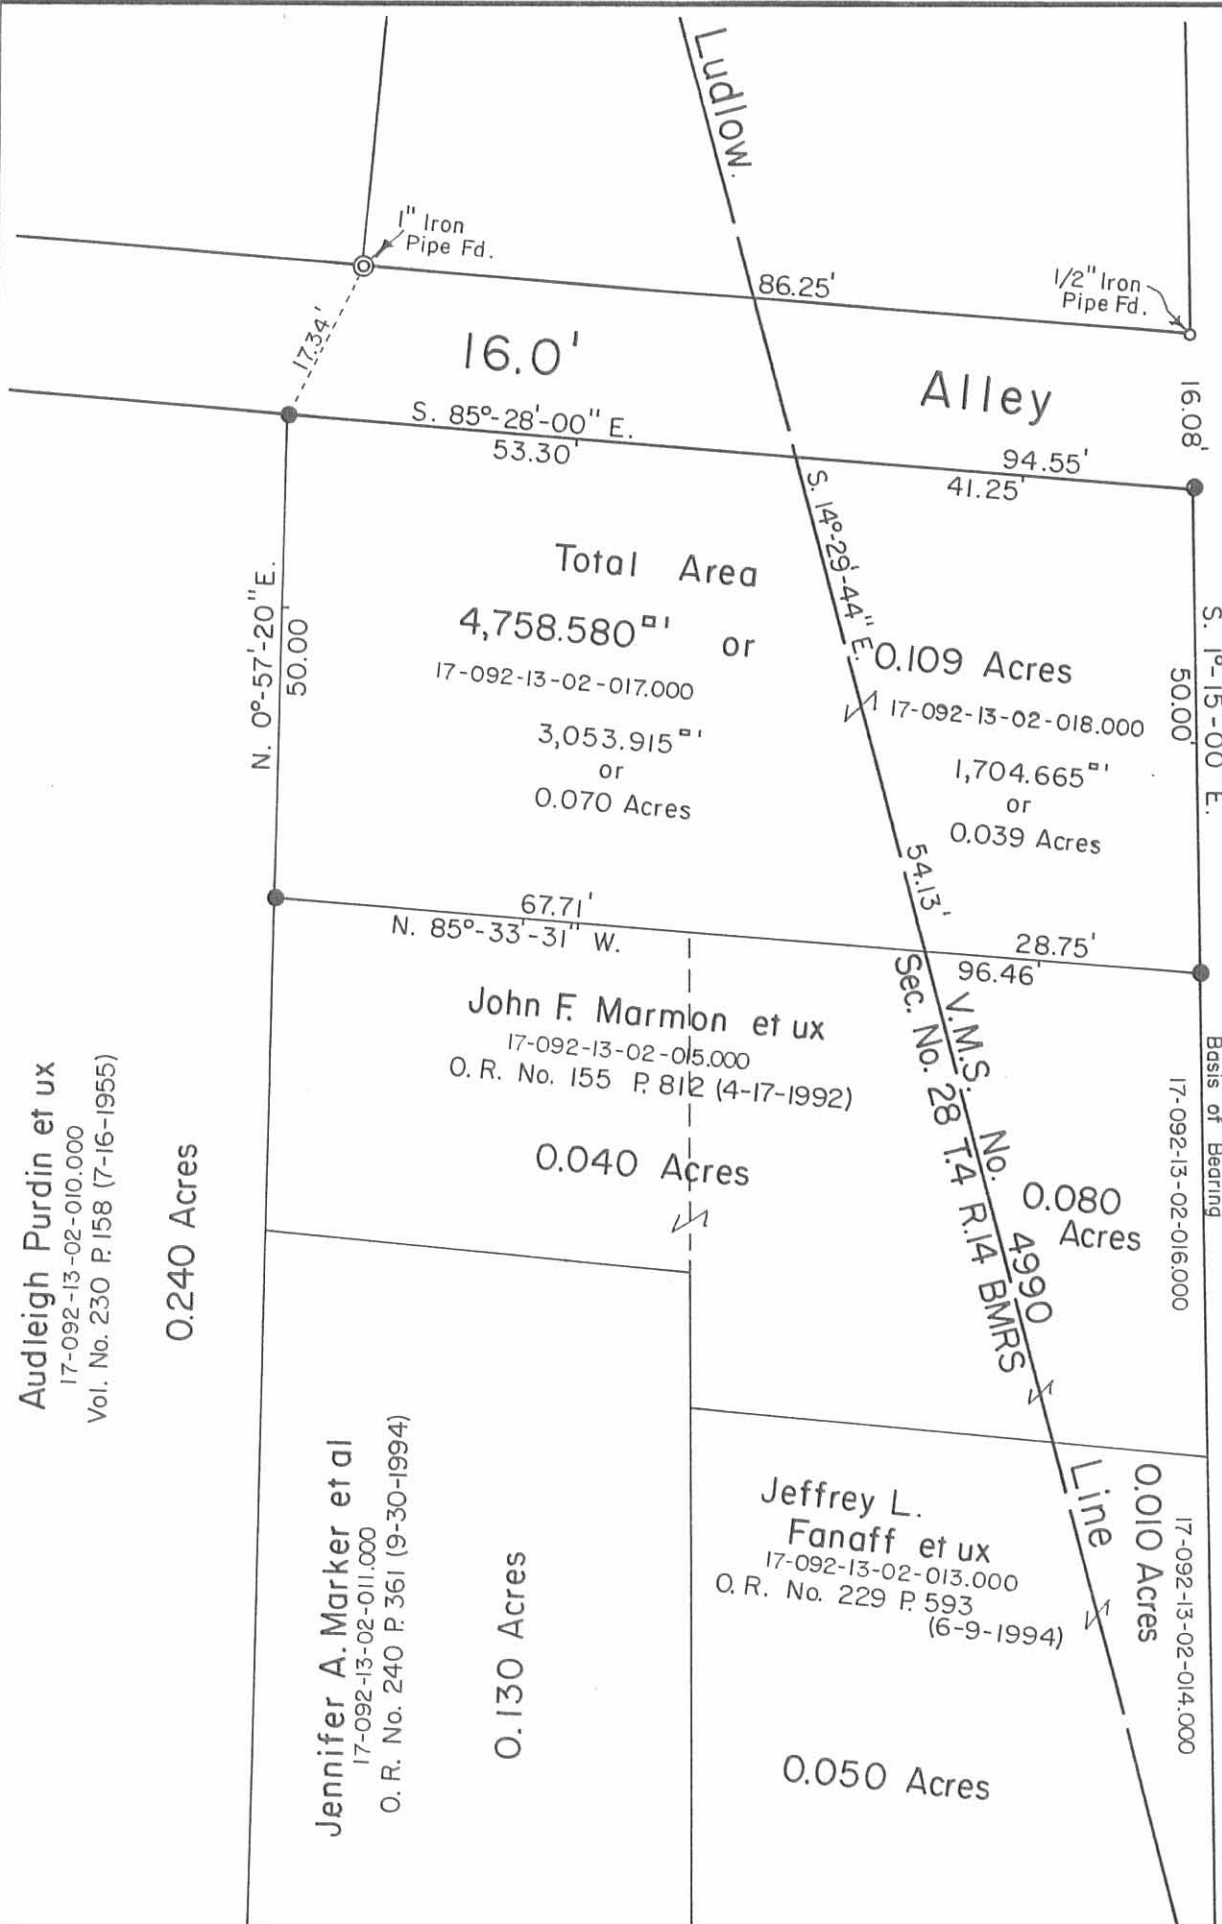 Ludlow.
1" Iron
Pipe Fd.
86.25'
1/2" Iron
Pipe Fd.
17.34'
16.0'
Alley
16.08'
S. 85°-28'-00" E.
53.30'
94.55'
41.25'
S. 14°-29'-44" E.
54.13'
Total Area
4,758.580 □' or
0.109 Acres
17-092-13-02-017.000
3,053.915 □'
or
0.070 Acres
17-092-13-02-018.000
1,704.665 □'
or
0.039 Acres
N. 0°-57'-20" E.
50.00'
S. 1°-15'-00" E.
50.00'
67.71'
N. 85°-33'-31" W.
28.75'
96.46'
Basis of Bearing
17-092-13-02-016.000
V.M.S. No. 4990
Sec. No. 28 T.4 R.14 BMRS
Line
John F. Marmon et ux
17-092-13-02-015.000
O. R. No. 155 P. 812 (4-17-1992)
0.040 Acres
0.080
Acres
Audleigh Purdin et ux
17-092-13-02-010.000
Vol. No. 230 P. 158 (7-16-1955)
0.240 Acres
Jennifer A. Marker et al
17-092-13-02-011.000
O. R. No. 240 P. 361 (9-30-1994)
0.130 Acres
Jeffrey L.
Fanaff et ux
17-092-13-02-013.000
O. R. No. 229 P. 593
(6-9-1994)
0.050 Acres
0.010 Acres
17-092-13-02-014.000